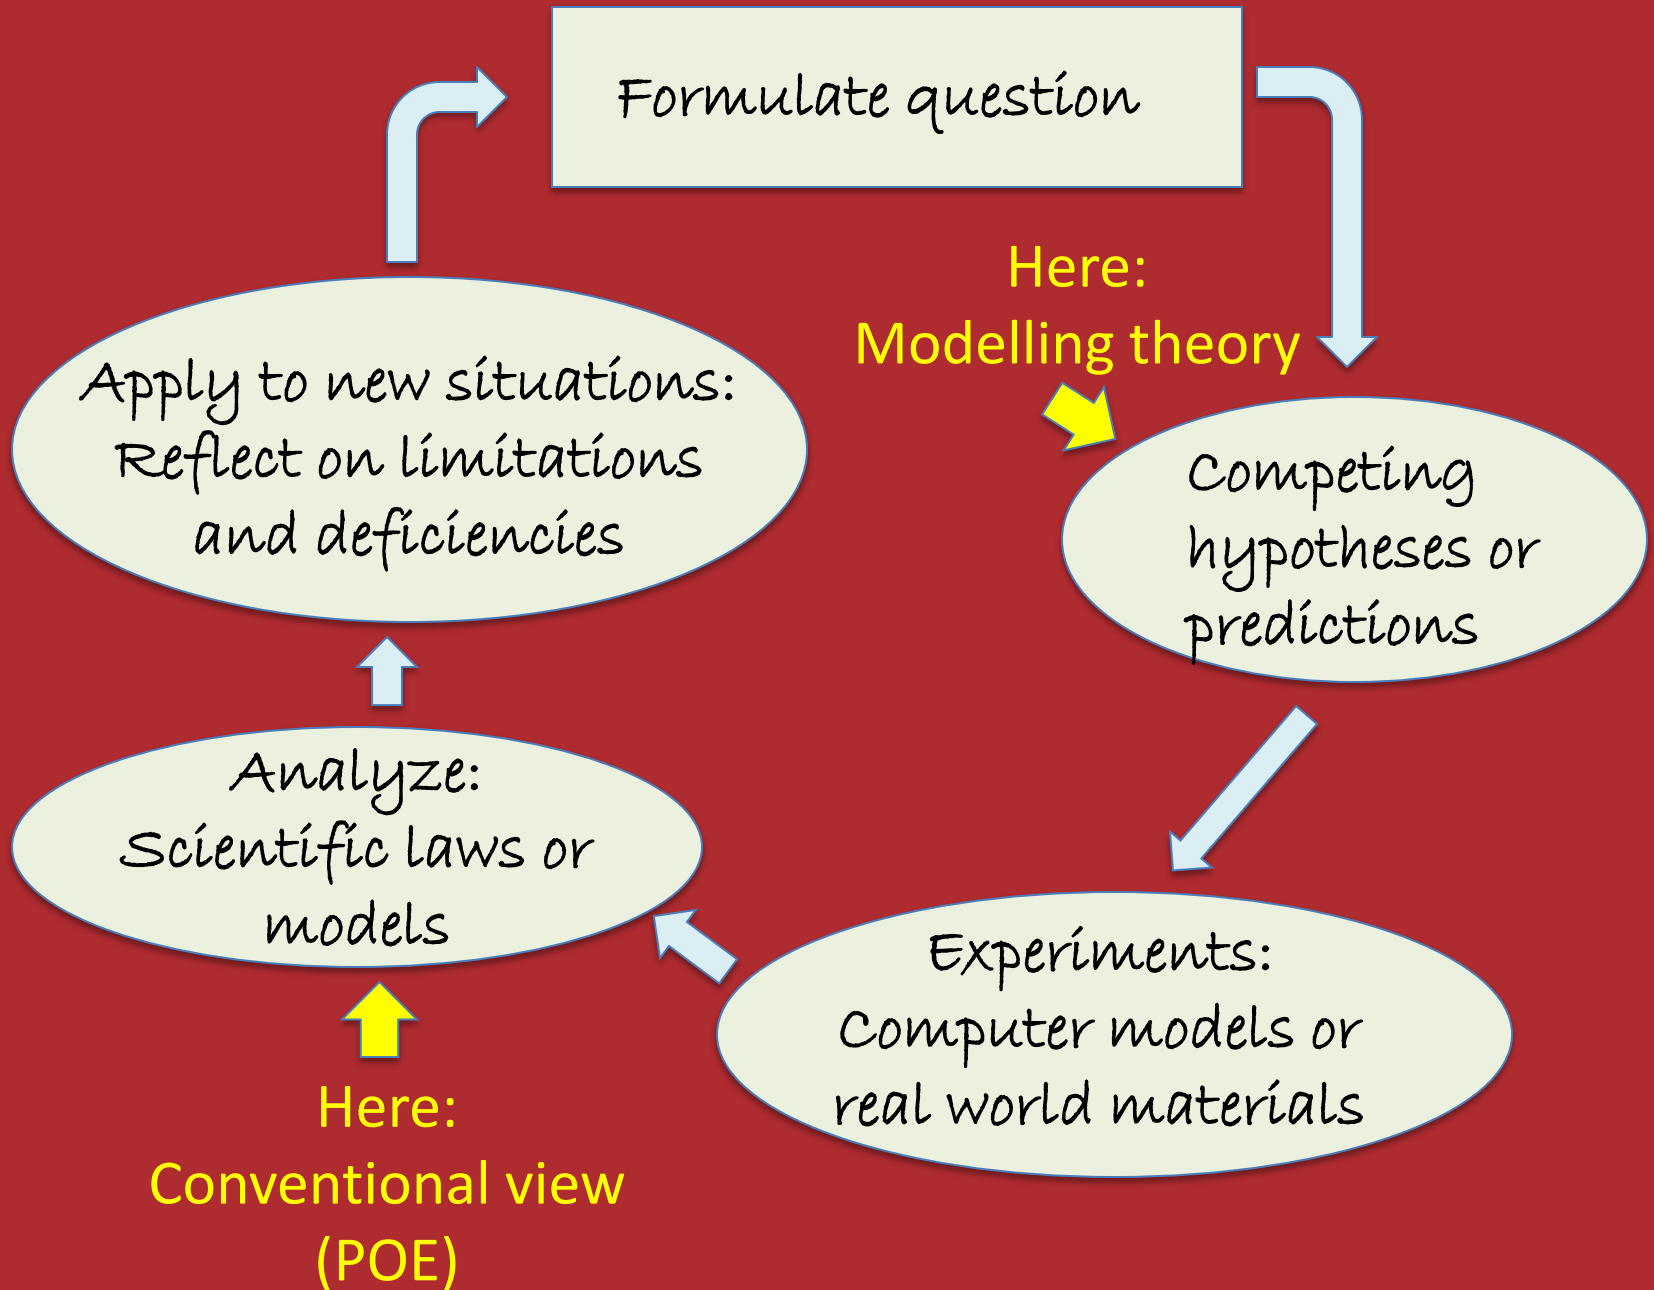 Formulate question
Here:
Modelling theory
Competing
hypotheses or
predictions
Experiments:
Computer models or
real world materials
Analyze:
Scientific laws or
models
Here:
Conventional view
(POE)
Apply to new situations:
Reflect on limitations
and deficiencies